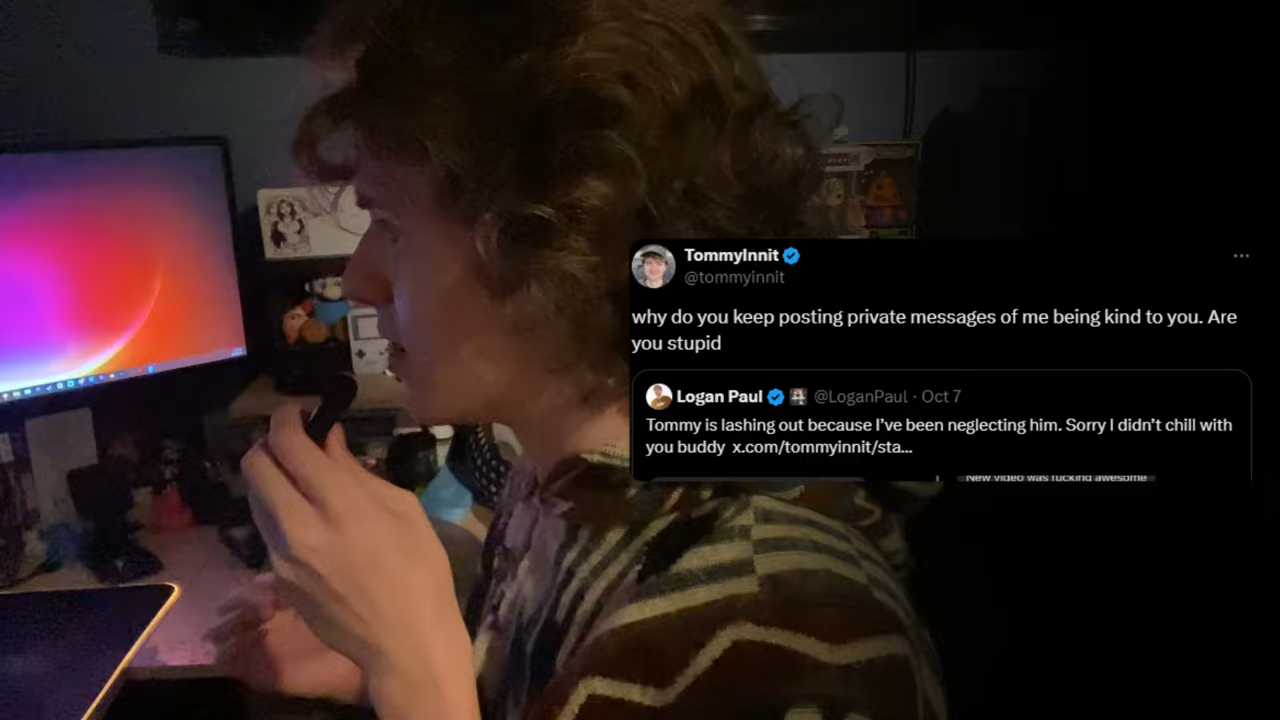 TommyInnit
@tommyinnit
why do you keep posting private messages of me being kind to you. Are
you stupid
Logan Paul @LoganPaul · Oct 7
Tommy is lashing out because I’ve been neglecting him. Sorry I didn’t chill with
you buddy x.com/tommyinnit/sta...
New video was fucking awesome